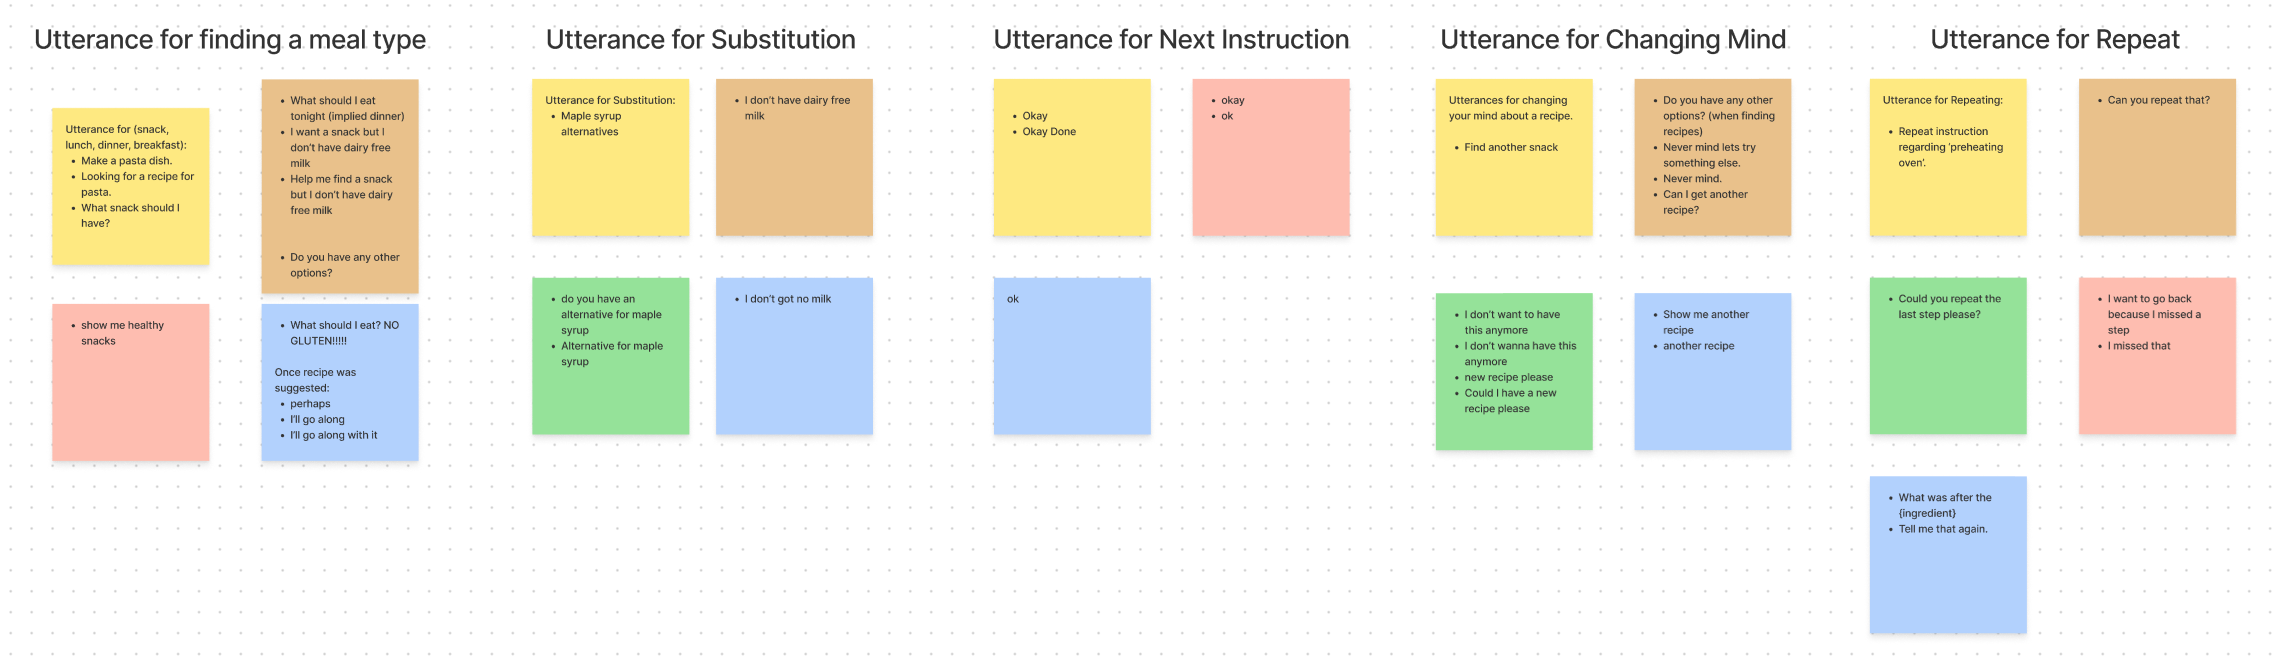 Utterance for finding a meal type
Utterance for (snack,
lunch, dinner, breakfast):
• Make a pasta dish.
• Looking for a recipe for
pasta.
• What snack should I
have?
• What should I eat
tonight (implied dinner)
• I want a snack but I
don't have dairy free
milk
• Help me find a snack
but I don't have dairy
free milk
• Do you have any other
options?
• show me healthy
snacks
• What should I eat? NO
GLUTEN!!!!!
Once recipe was
suggested:
• perhaps
• I'll go along
• I'll go along with it
Utterance for Substitution
Utterance for Substitution:
• Maple syrup
alternatives
• I don't have dairy free
milk
• do you have an
alternative for maple
syrup
• Alternative for maple
syrup
• I don't got no milk
Utterance for Next Instruction
• Okay
• Okay Done
• okay
• ok
ok
Utterance for Changing Mind
Utterances for changing
your mind about a recipe.
• Find another snack
• Do you have any other
options? (when finding
recipes)
• Never mind lets try
something else.
• Never mind.
• Can I get another
recipe?
• I don't want to have
this anymore
• I don't wanna have this
anymore
• new recipe please
• Could I have a new
recipe please
• Show me another
recipe
• another recipe
Utterance for Repeat
Utterance for Repeating:
• Repeat instruction
regarding 'preheating
oven'.
• Can you repeat that?
• Could you repeat the
last step please?
• I want to go back
because I missed a
step
• I missed that
• What was after the
{ingredient}
• Tell me that again.